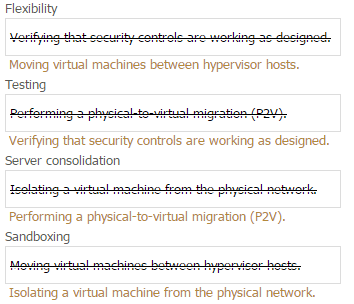 Flexibility
Verifying that security controls are working as designed.
Moving virtual machines between hypervisor hosts.
Testing
Performing a physical-to-virtual migration (P2V).
Verifying that security controls are working as designed.
Server consolidation
Isolating a virtual machine from the physical network.
Performing a physical-to-virtual migration (P2V).
Sandboxing
Moving virtual machines between hypervisor hosts.
Isolating a virtual machine from the physical network.